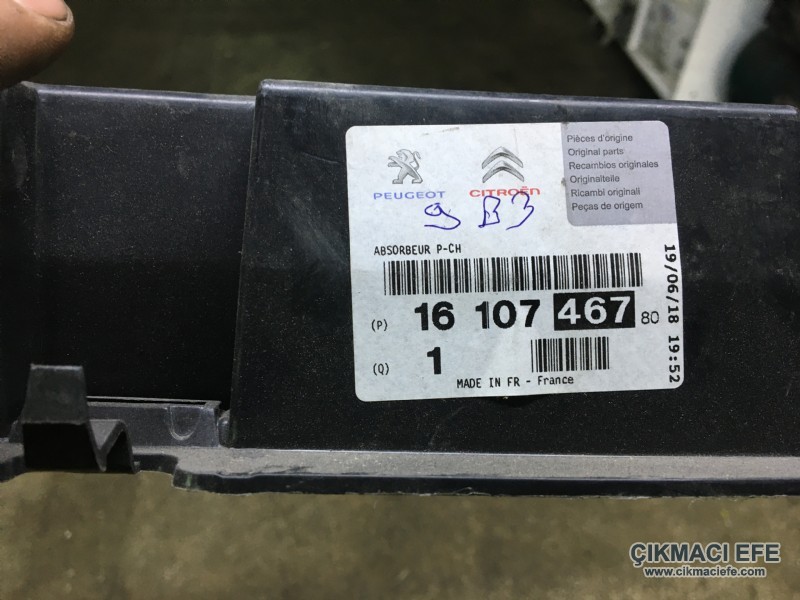 PEUGEOT
CITROËN
Pièces d'origine
Original parts
Recambios originales
Originalteile
Ricambi originali
Peças de origem
9 B3
ABSORBEUR P-CH
(P) 16 107 467 80
(Q) 1
MADE IN FR - France
19/06/18 19:52
ÇIKMACI EFE
www.cikmaciefe.com